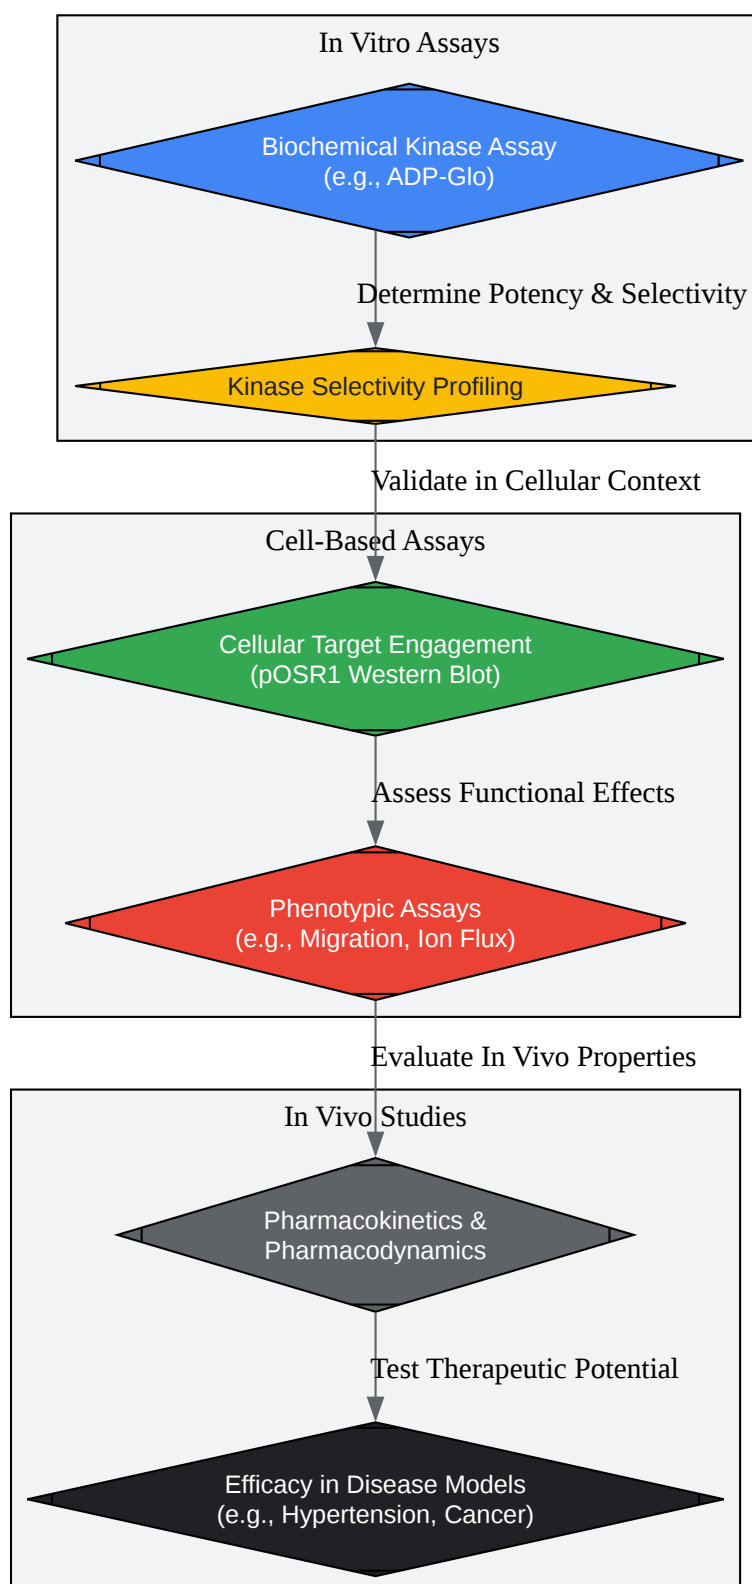 In Vitro Assays
Biochemical Kinase Assay
(e.g., ADP-Glo)
Determine Potency & Selectivity
Kinase Selectivity Profiling
Validate in Cellular Context
Cell-Based Assays
Cellular Target Engagement
(pOSR1 Western Blot)
Assess Functional Effects
Phenotypic Assays
(e.g., Migration, Ion Flux)
Evaluate In Vivo Properties
In Vivo Studies
Pharmacokinetics &
Pharmacodynamics
Test Therapeutic Potential
Efficacy in Disease Models
(e.g., Hypertension, Cancer)